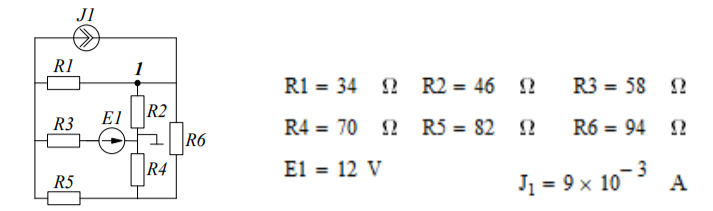 J1
R1 1
R3 E1 R2 R6
R4
R5
R1 = 34 Ω R2 = 46 Ω R3 = 58 Ω
R4 = 70 Ω R5 = 82 Ω R6 = 94 Ω
E1 = 12 V
J₁ = 9 × 10⁻³ A